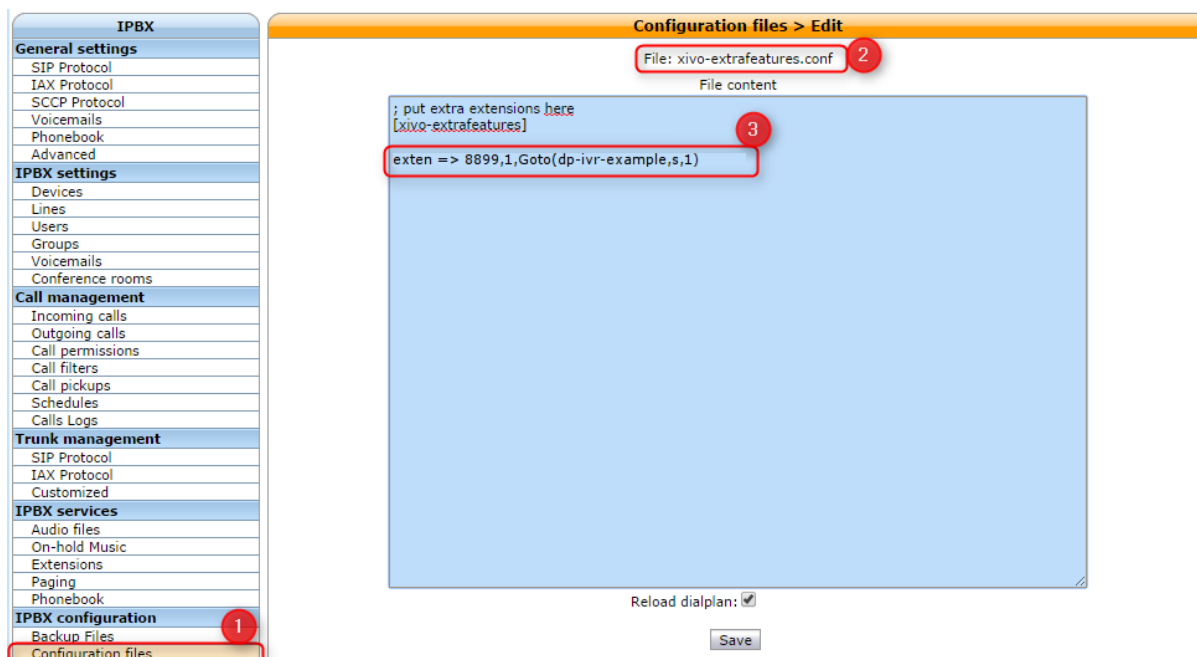 IPBX
General settings
SIP Protocol
IAX Protocol
SCCP Protocol
Voicemails
Phonebook
Advanced
IPBX settings
Devices
Lines
Users
Groups
Voicemails
Conference rooms
Call management
Incoming calls
Outgoing calls
Call permissions
Call filters
Call pickups
Schedules
Calls Logs
Trunk management
SIP Protocol
IAX Protocol
Customized
IPBX services
Audio files
On-hold Music
Extensions
Paging
Phonebook
IPBX configuration
1
Backup Files
Configuration files
Configuration files > Edit
File: xivo-extrafeatures.conf
2
File content
; put extra extensions here
[xivo-extrafeatures]
3
exten => 8899,1,Goto(dp-ivr-example,s,1)
Reload dialplan:
Save